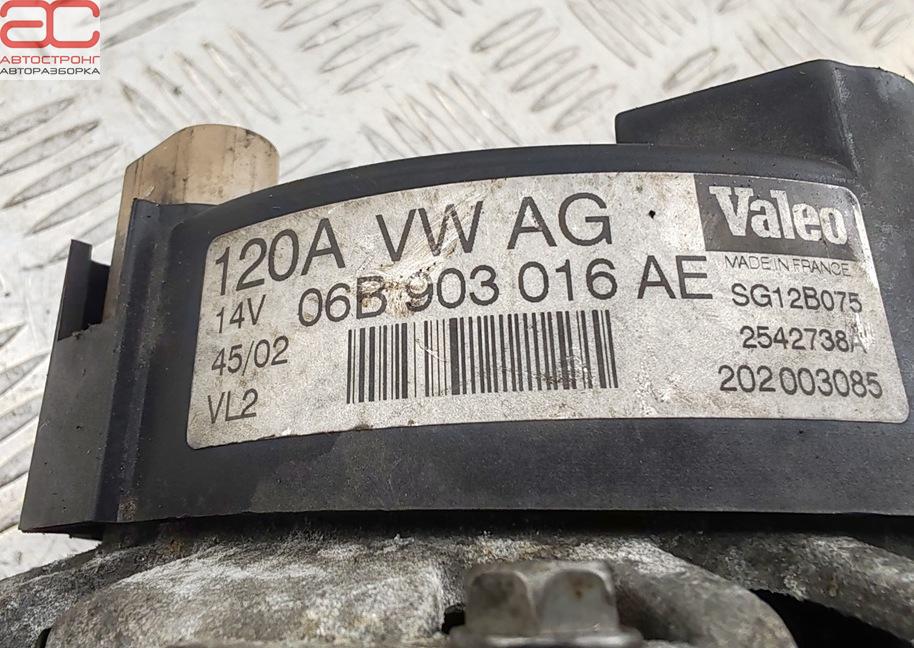 ac
АВТОСТРОНГ
АВТОРАЗБОРКА
120A VW AG
Valeo
MADE IN FRANCE
14V 06B 903 016 AE
SG12B075
45/02
2542738A
VL2
202003085